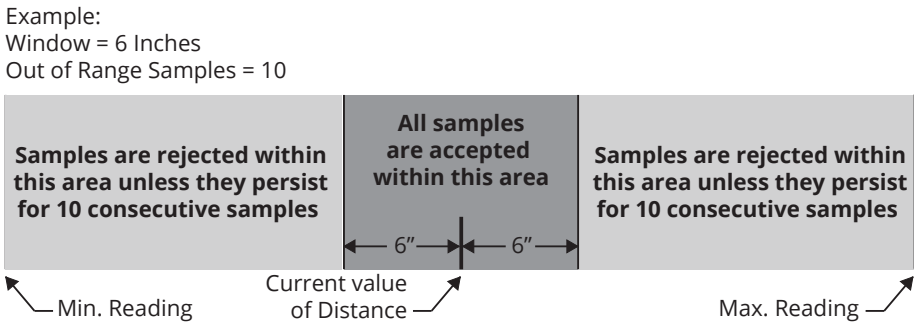 Example:
Window = 6 Inches
Out of Range Samples = 10
Samples are rejected within
this area unless they persist
for 10 consecutive samples
All samples
are accepted
within this area
6” 6”
Samples are rejected within
this area unless they persist
for 10 consecutive samples
Min. Reading
Current value
of Distance
Max. Reading